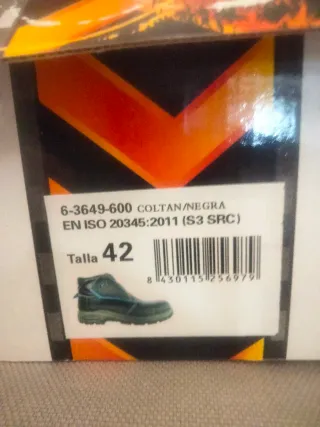 6-3649-600 COLTAN/NEGRA
EN ISO 20345:2011 (S3 SRC)
Talla 42
8 430115 256979